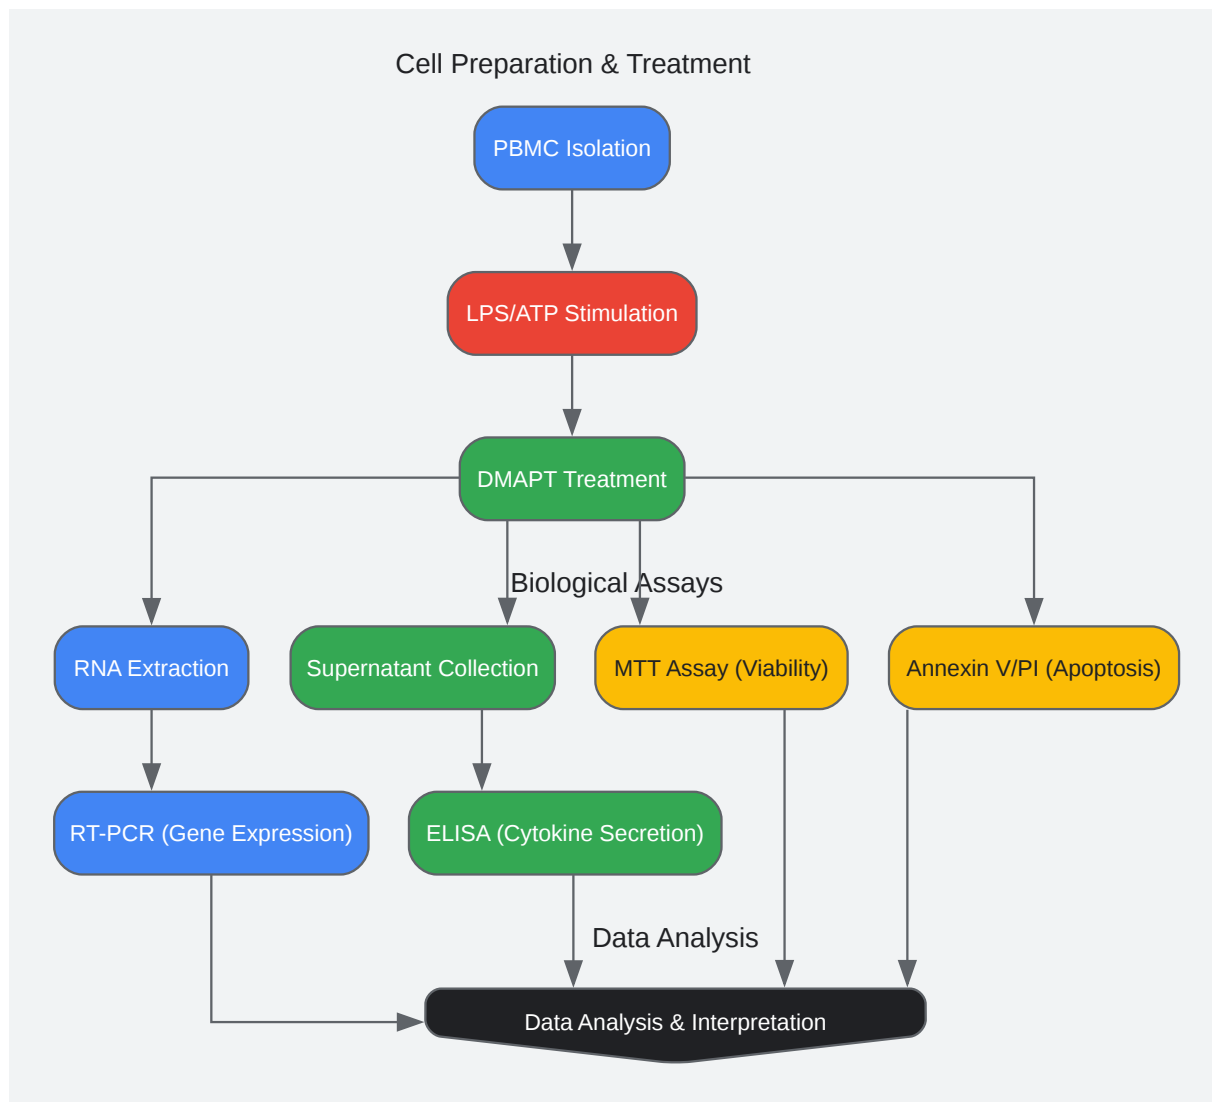 Cell Preparation & Treatment
PBMC Isolation
LPS/ATP Stimulation
DMAPT Treatment
Biological Assays
RNA Extraction
Supernatant Collection
MTT Assay (Viability)
Annexin V/PI (Apoptosis)
RT-PCR (Gene Expression)
ELISA (Cytokine Secretion)
Data Analysis
Data Analysis & Interpretation